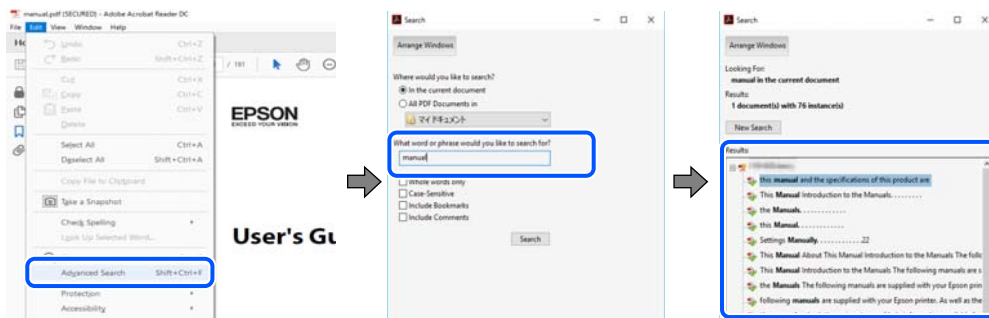 manual.pdf (SECURED) - Adobe Acrobat Reader DC
File Edit View Window Help
Undo Ctrl+Z
Redo Shift+Ctrl+Z
Cut Ctrl+X
Copy Ctrl+C
Paste Ctrl+V
Delete
Select All Ctrl+A
Deselect All Shift+Ctrl+A
Copy File to Clipboard
Take a Snapshot
Check Spelling
Look Up Selected Word...
Advanced Search Shift+Ctrl+F
Protection
Accessibility
/ 191
EPSON
EXCEED YOUR VISION
User's Gu
Search
Arrange Windows
Where would you like to search?
In the current document
All PDF Documents in
マイ ドキュメント
What word or phrase would you like to search for?
manual
Whole words only
Case-Sensitive
Include Bookmarks
Include Comments
Search
Search
Arrange Windows
Looking For:
manual in the current document
Results:
1 document(s) with 76 instance(s)
New Search
Results
this manual and the specifications of this product are
This Manual Introduction to the Manuals.........
the Manuals.............
this Manual.............
Settings Manually............22
This Manual About This Manual Introduction to the Manuals The follo
This Manual Introduction to the Manuals The following manuals are s
the Manuals The following manuals are supplied with your Epson prin
following manuals are supplied with your Epson printer. As well as the